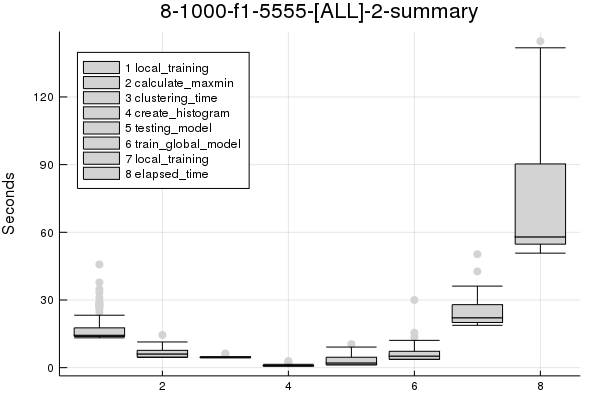 8-1000-f1-5555-[ALL]-2-summary
1 local_training
2 calculate_maxmin
3 clustering_time
4 create_histogram
5 testing_model
6 train_global_model
7 local_training
8 elapsed_time
Seconds
120
90
60
30
0
2 4 6 8